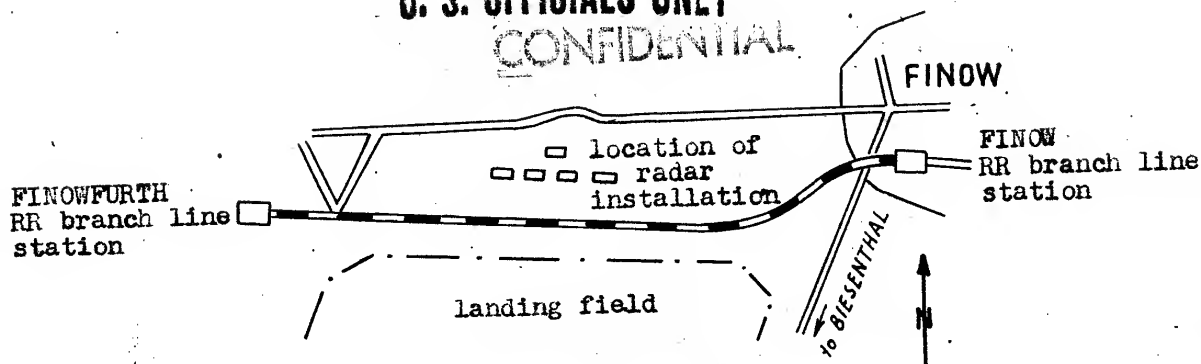 U. S. OFFICIALS ONLY
CONFIDENTIAL
FINOW
FINOW
RR branch line
station
location of
radar
installation
FINOWFURTH
RR branch line
station
landing field
to BIESENTHAL
N